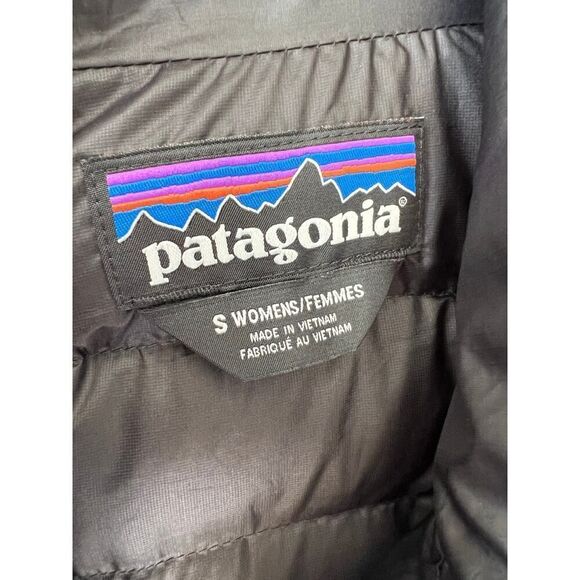 patagonia®
S WOMENS/FEMMES
MADE IN VIETNAM
FABRIQUÉ AU VIETNAM